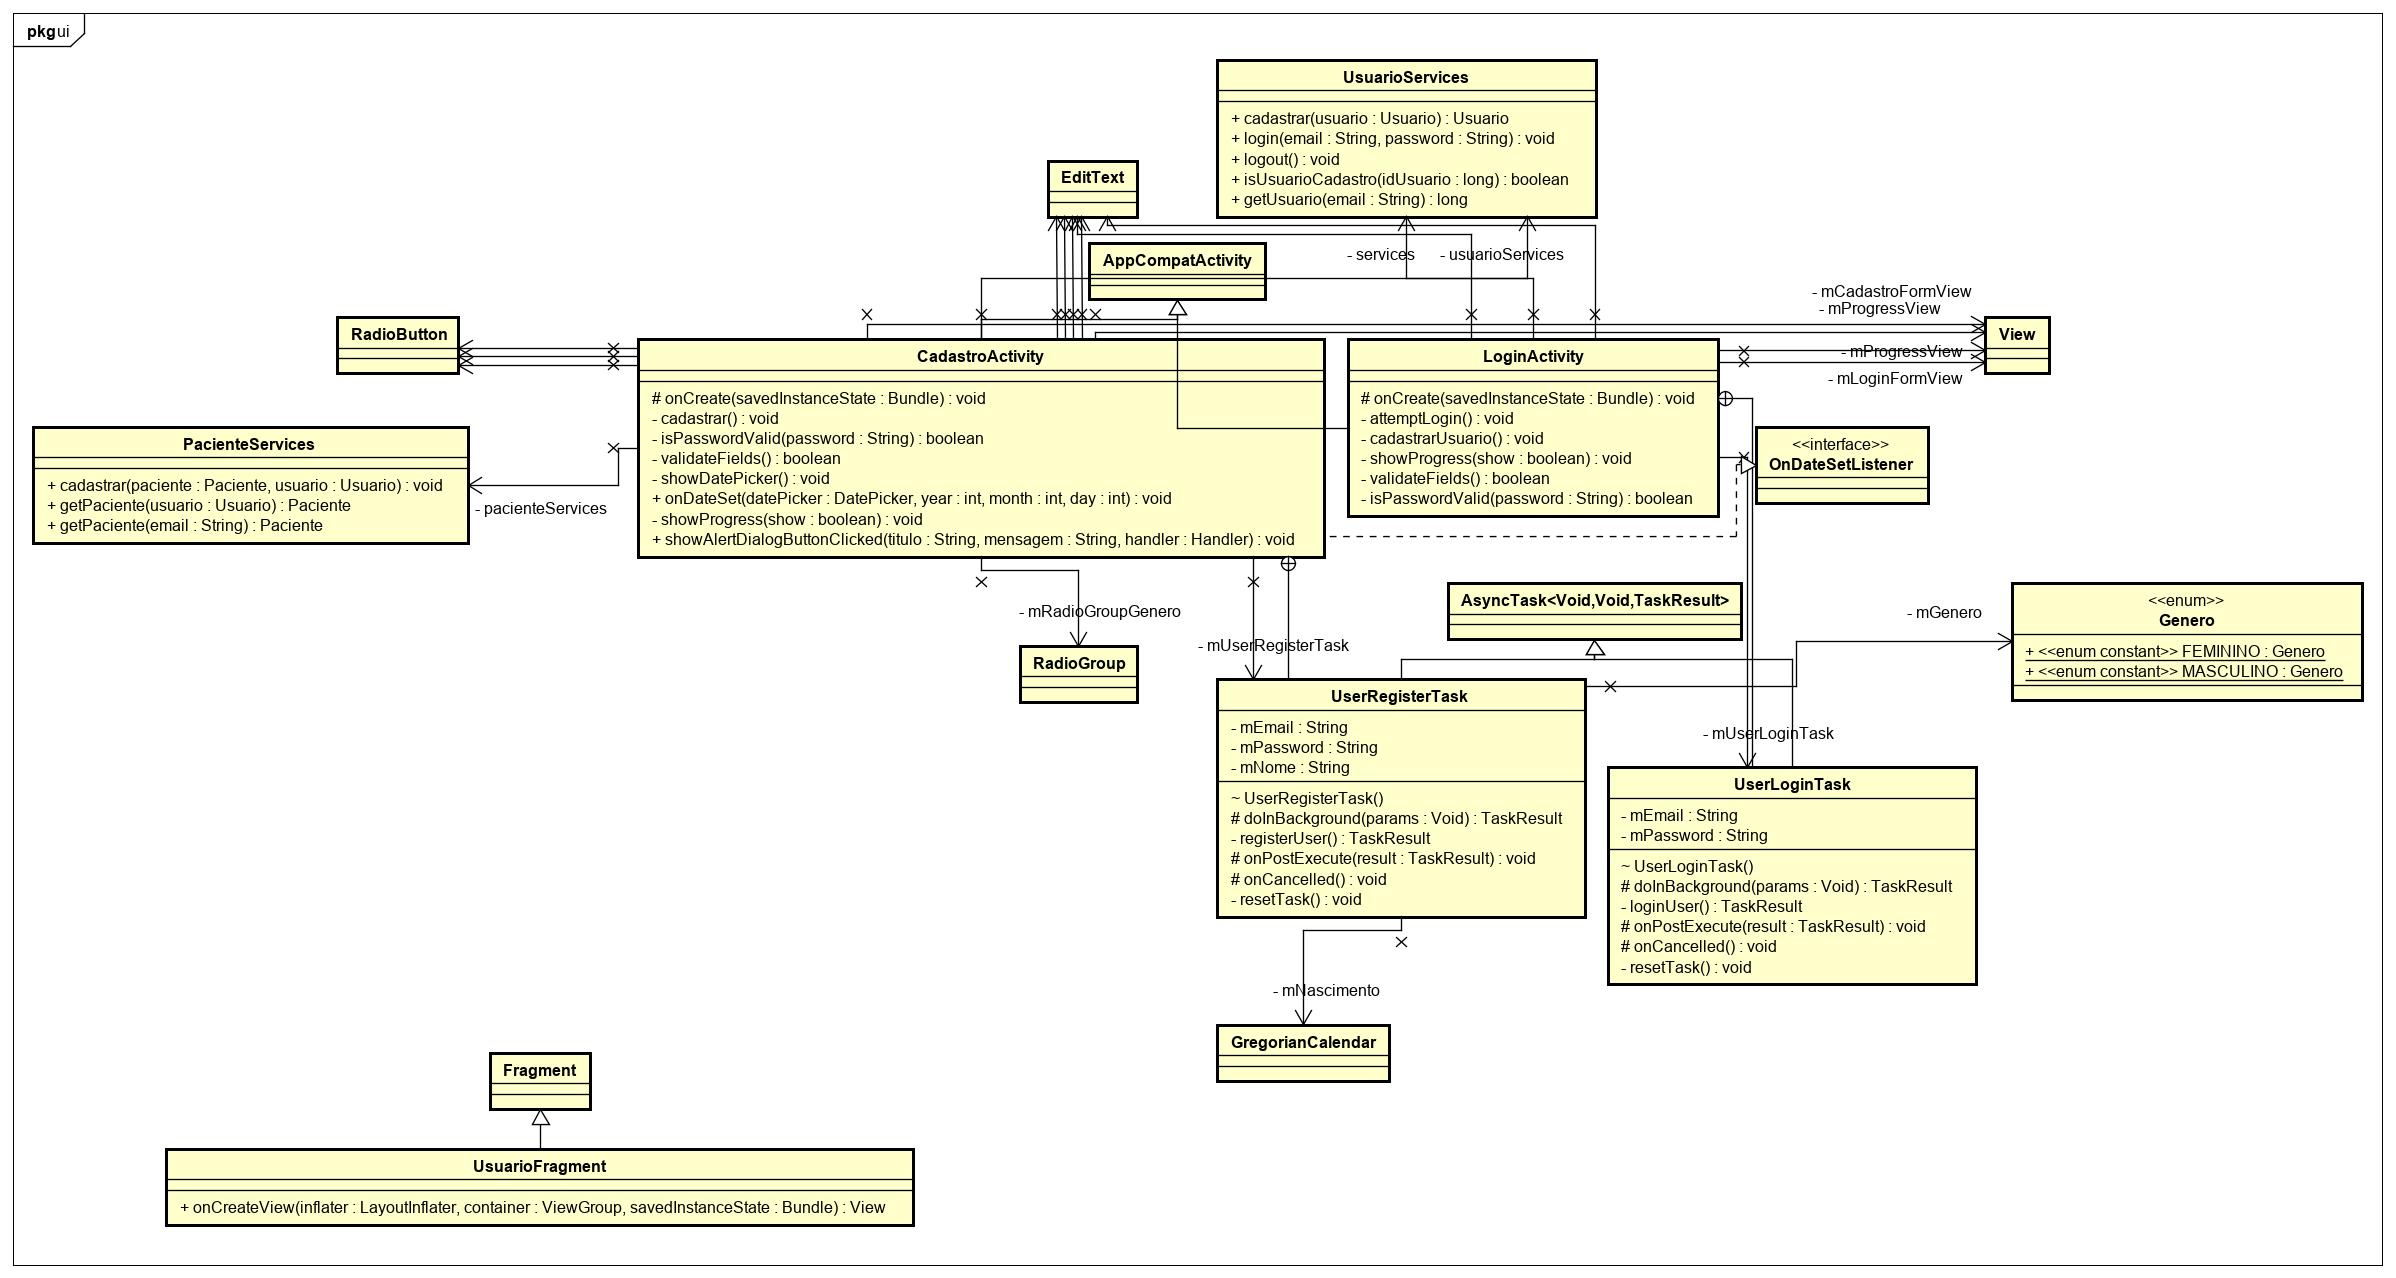 pkg ui
UsuarioServices
+ cadastrar(usuario : Usuario) : Usuario
+ login(email : String, password : String) : void
+ logout() : void
+ isUsuarioCadastro(idUsuario : long) : boolean
+ getUsuario(email : String) : long
EditText
- services
- usuarioServices
AppCompatActivity
- mCadastroFormView
- mProgressView
RadioButton
View
- mProgressView
- mLoginFormView
CadastroActivity
# onCreate(savedInstanceState : Bundle) : void
- cadastrar() : void
- isPasswordValid(password : String) : boolean
- validateFields() : boolean
- showDatePicker() : void
+ onDateSet(datePicker : DatePicker, year : int, month : int, day : int) : void
- showProgress(show : boolean) : void
+ showAlertDialogButtonClicked(titulo : String, mensagem : String, handler : Handler) : void
LoginActivity
# onCreate(savedInstanceState : Bundle) : void
- attemptLogin() : void
- cadastrarUsuario() : void
- showProgress(show : boolean) : void
- validateFields() : boolean
- isPasswordValid(password : String) : boolean
PacienteServices
+ cadastrar(paciente : Paciente, usuario : Usuario) : void
+ getPaciente(usuario : Usuario) : Paciente
+ getPaciente(email : String) : Paciente
- pacienteServices
<<interface>>
OnDateSetListener
- mRadioGroupGenero
RadioGroup
- mUserRegisterTask
AsyncTask<Void,Void,TaskResult>
- mGenero
<<enum>>
Genero
+ <<enum constant>> FEMININO : Genero
+ <<enum constant>> MASCULINO : Genero
UserRegisterTask
- mEmail : String
- mPassword : String
- mNome : String
~ UserRegisterTask()
# doInBackground(params : Void) : TaskResult
- registerUser() : TaskResult
# onPostExecute(result : TaskResult) : void
# onCancelled() : void
- resetTask() : void
- mUserLoginTask
UserLoginTask
- mEmail : String
- mPassword : String
~ UserLoginTask()
# doInBackground(params : Void) : TaskResult
- loginUser() : TaskResult
# onPostExecute(result : TaskResult) : void
# onCancelled() : void
- resetTask() : void
- mNascimento
GregorianCalendar
Fragment
UsuarioFragment
+ onCreateView(inflater : LayoutInflater, container : ViewGroup, savedInstanceState : Bundle) : View